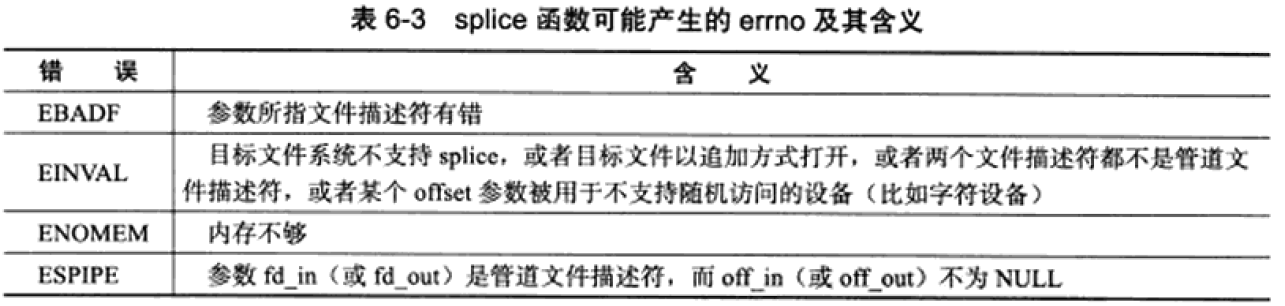 表 6-3 splice 函数可能产生的 errno 及其含义
错 误 含 义
EBADF 参数所指文件描述符有错
EINVAL 目标文件系统不支持 splice，或者目标文件以追加方式打开，或者两个文件描述符都不是管道文
件描述符，或者某个 offset 参数被用于不支持随机访问的设备（比如字符设备）
ENOMEM 内存不够
ESPIPE 参数 fd_in（或 fd_out）是管道文件描述符，而 off_in（或 off_out）不为 NULL